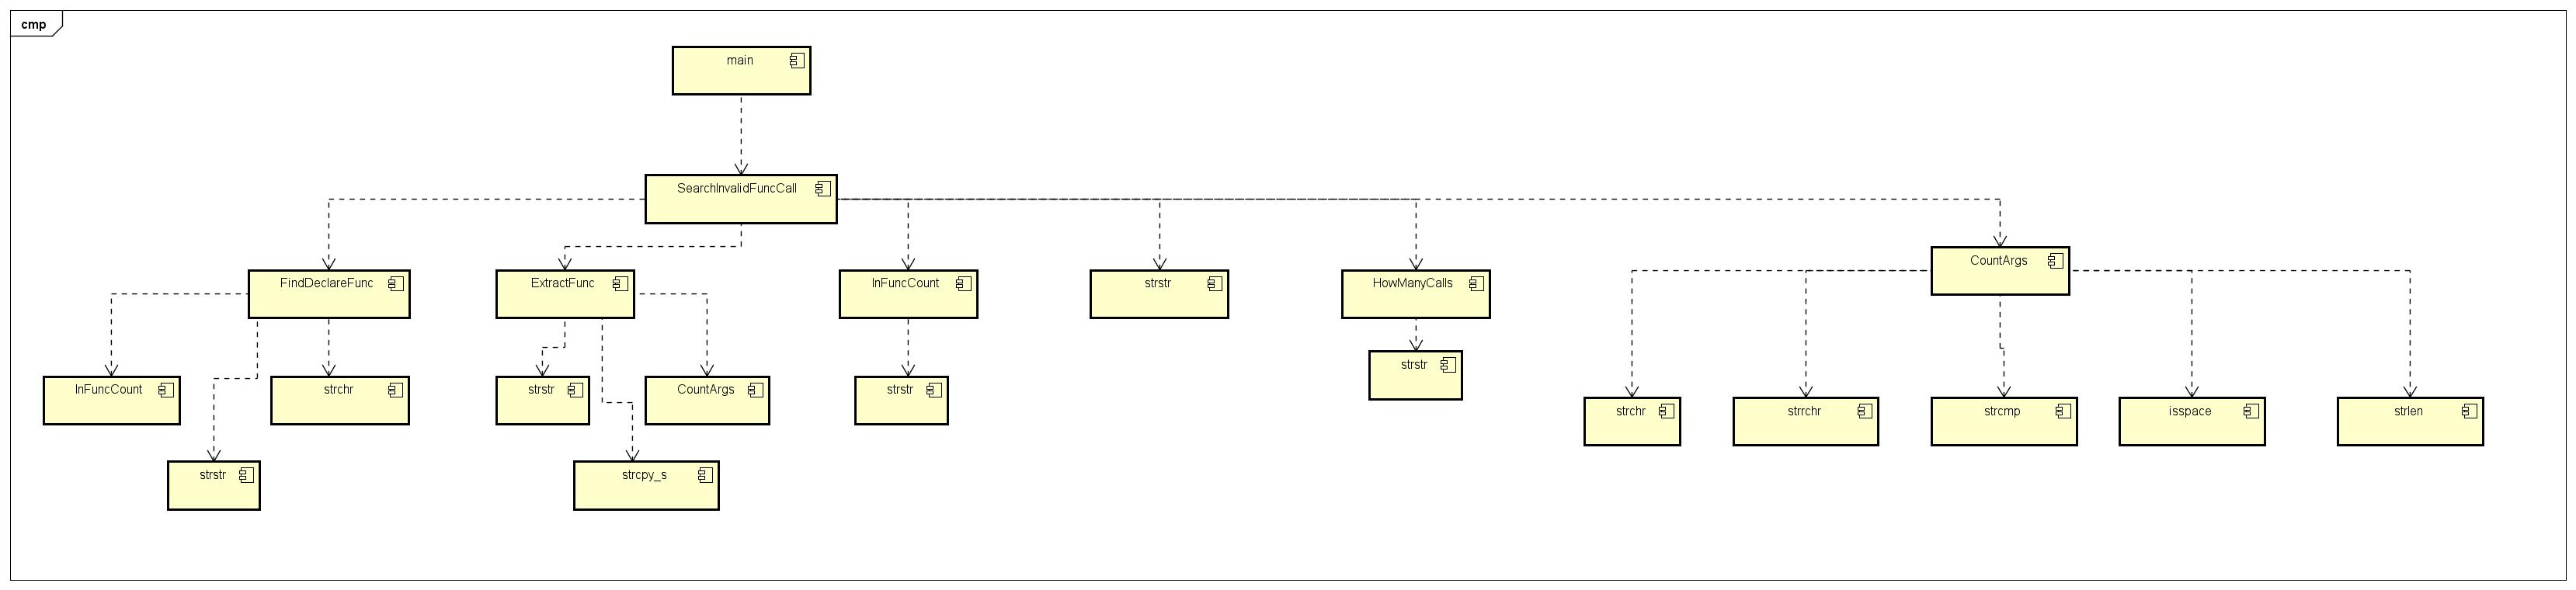 cmp
main
SearchInvalidFuncCall
CountArgs
FindDeclareFunc
ExtractFunc
InFuncCount
strstr
HowManyCalls
strstr
InFuncCount
strchr
strstr
CountArgs
strstr
strchr
strrchr
strcmp
isspace
strlen
strstr
strcpy_s